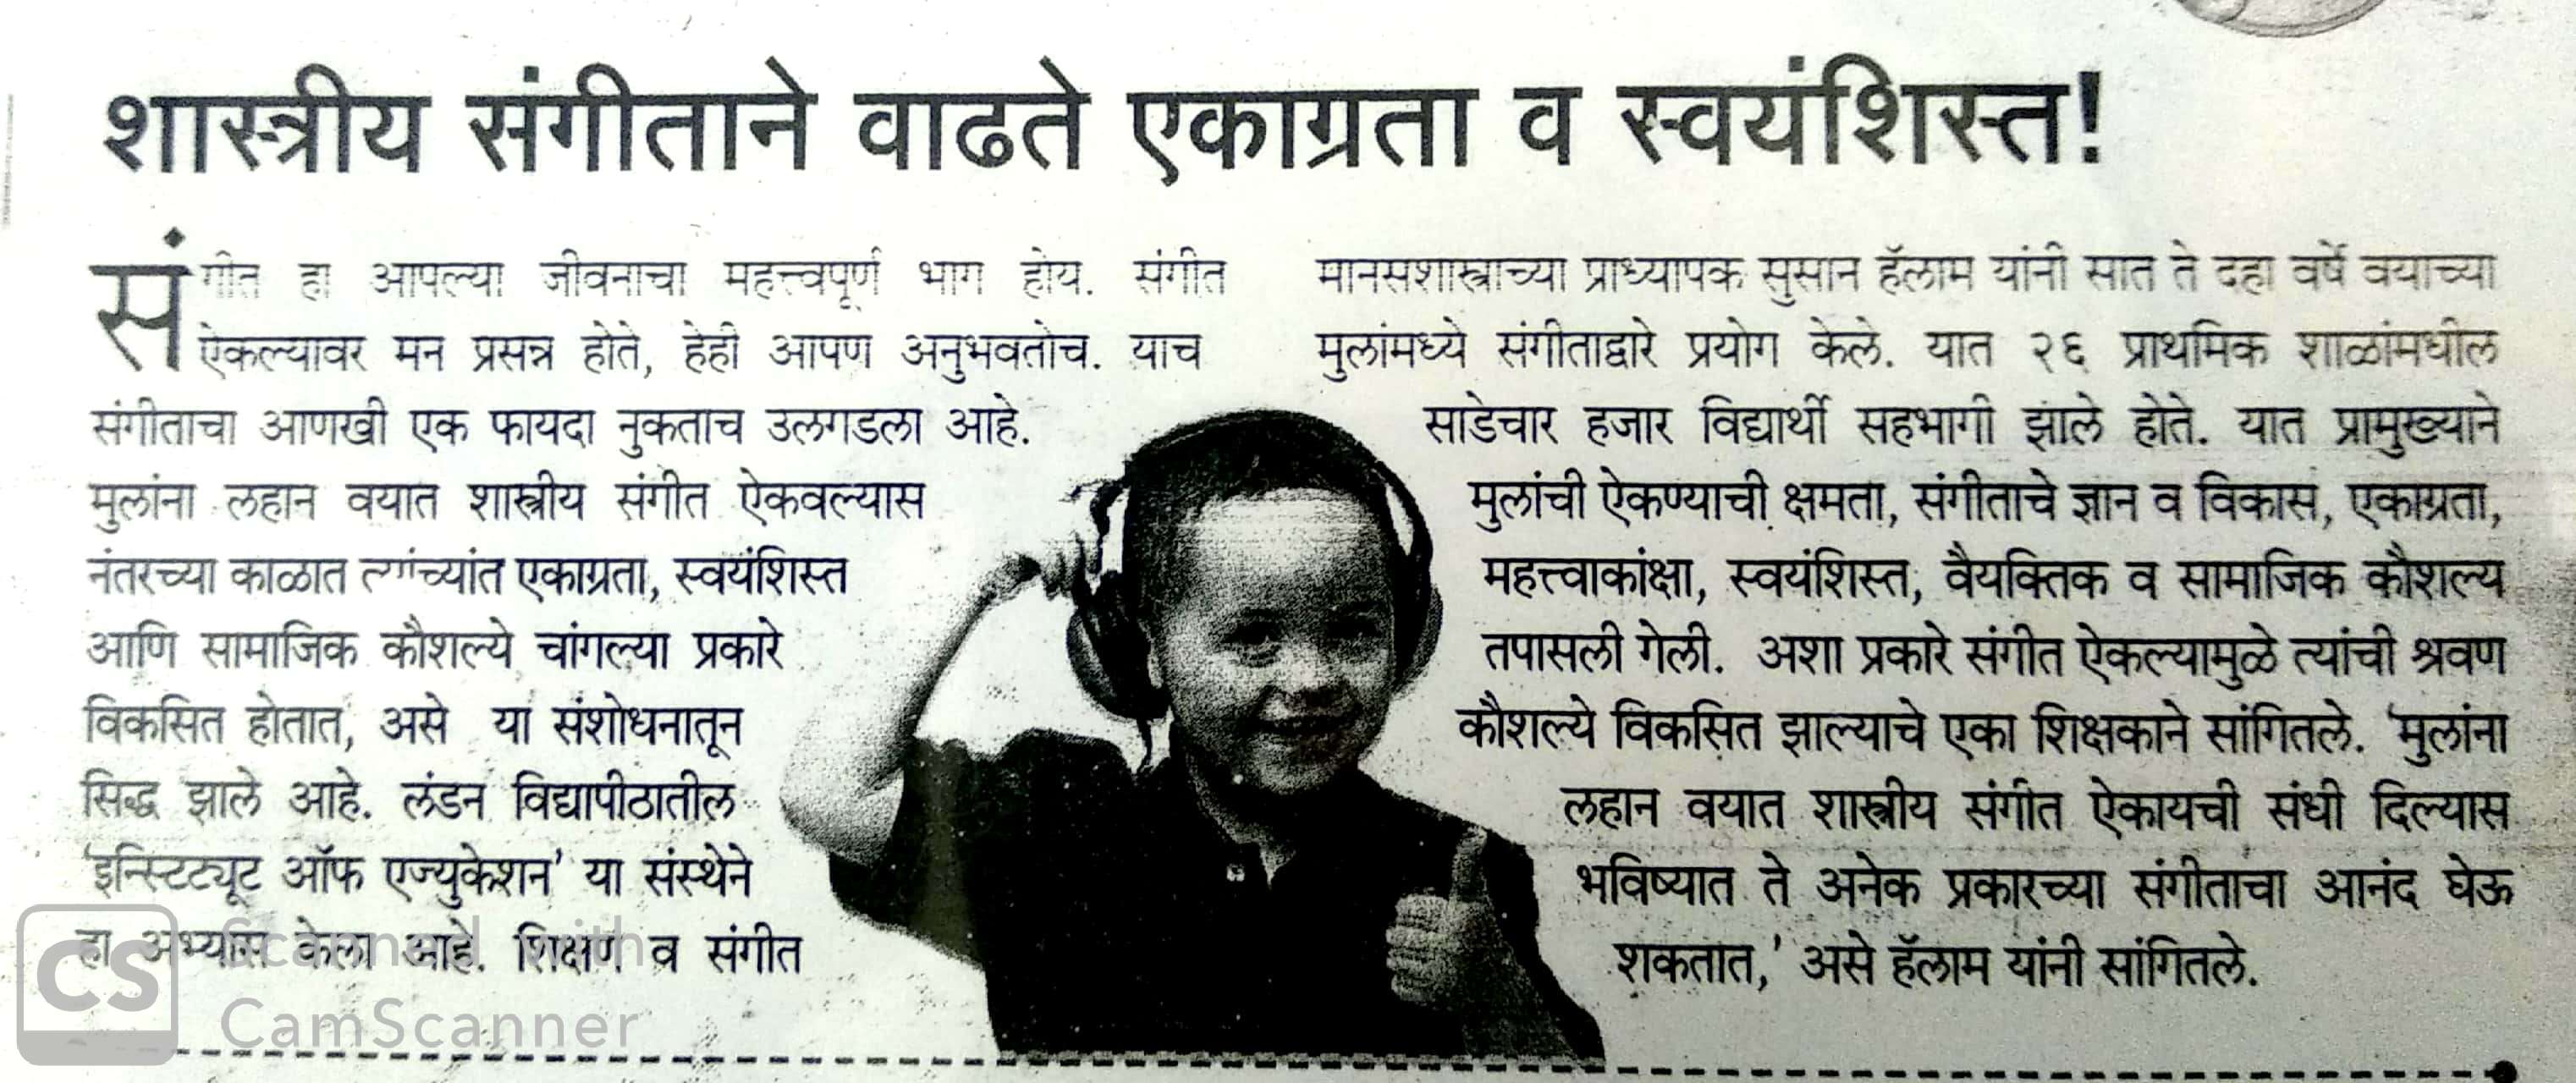 शास्त्रीय संगीताने वाढते एकाग्रता व स्वयंशिस्त!
संगीत हा आपल्या जीवनाचा महत्त्वपूर्ण भाग होय. संगीत
ऐकल्यावर मन प्रसन्न होते, हेही आपण अनुभवतोच. याच
संगीताचा आणखी एक फायदा नुकताच उलगडला आहे.
मुलांना लहान वयात शास्त्रीय संगीत ऐकवल्यास
नंतरच्या काळात त्यांच्यांत एकाग्रता, स्वयंशिस्त
आणि सामाजिक कौशल्ये चांगल्या प्रकारे
विकसित होतात, असे या संशोधनातून
सिद्ध झाले आहे. लंडन विद्यापीठातील
'इन्स्टिट्यूट ऑफ एज्युकेशन' या संस्थेने
हा अभ्यास केला आहे. शिक्षण व संगीत
मानसशास्त्राच्या प्राध्यापक सुसान हॅलाम यांनी सात ते दहा वर्षे वयाच्या
मुलांमध्ये संगीताद्वारे प्रयोग केले. यात २६ प्राथमिक शाळांमधील
साडेचार हजार विद्यार्थी सहभागी झाले होते. यात प्रामुख्याने
मुलांची ऐकण्याची क्षमता, संगीताचे ज्ञान व विकास, एकाग्रता,
महत्त्वाकांक्षा, स्वयंशिस्त, वैयक्तिक व सामाजिक कौशल्य
तपासली गेली. अशा प्रकारे संगीत ऐकल्यामुळे त्यांची श्रवण
कौशल्ये विकसित झाल्याचे एका शिक्षकाने सांगितले. 'मुलांना
लहान वयात शास्त्रीय संगीत ऐकायची संधी दिल्यास
भविष्यात ते अनेक प्रकारच्या संगीताचा आनंद घेऊ
शकतात,' असे हॅलाम यांनी सांगितले.
CS
Scanned with
CamScanner